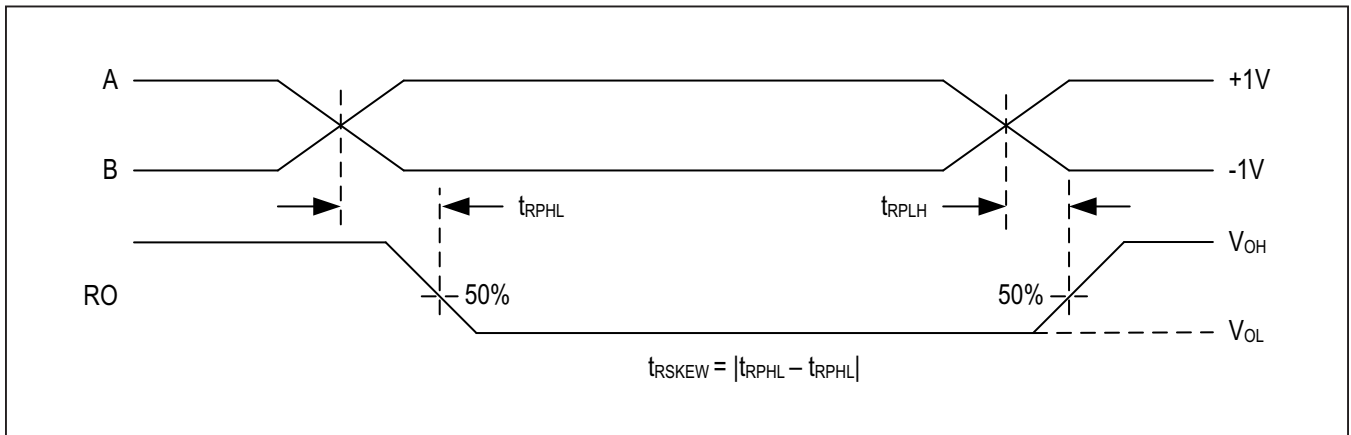 A
+1V
B
-1V
tRPHL
tRPLH
VOH
RO
50%
50%
VOL
tRSKEW = |tRPHL – tRPHL|